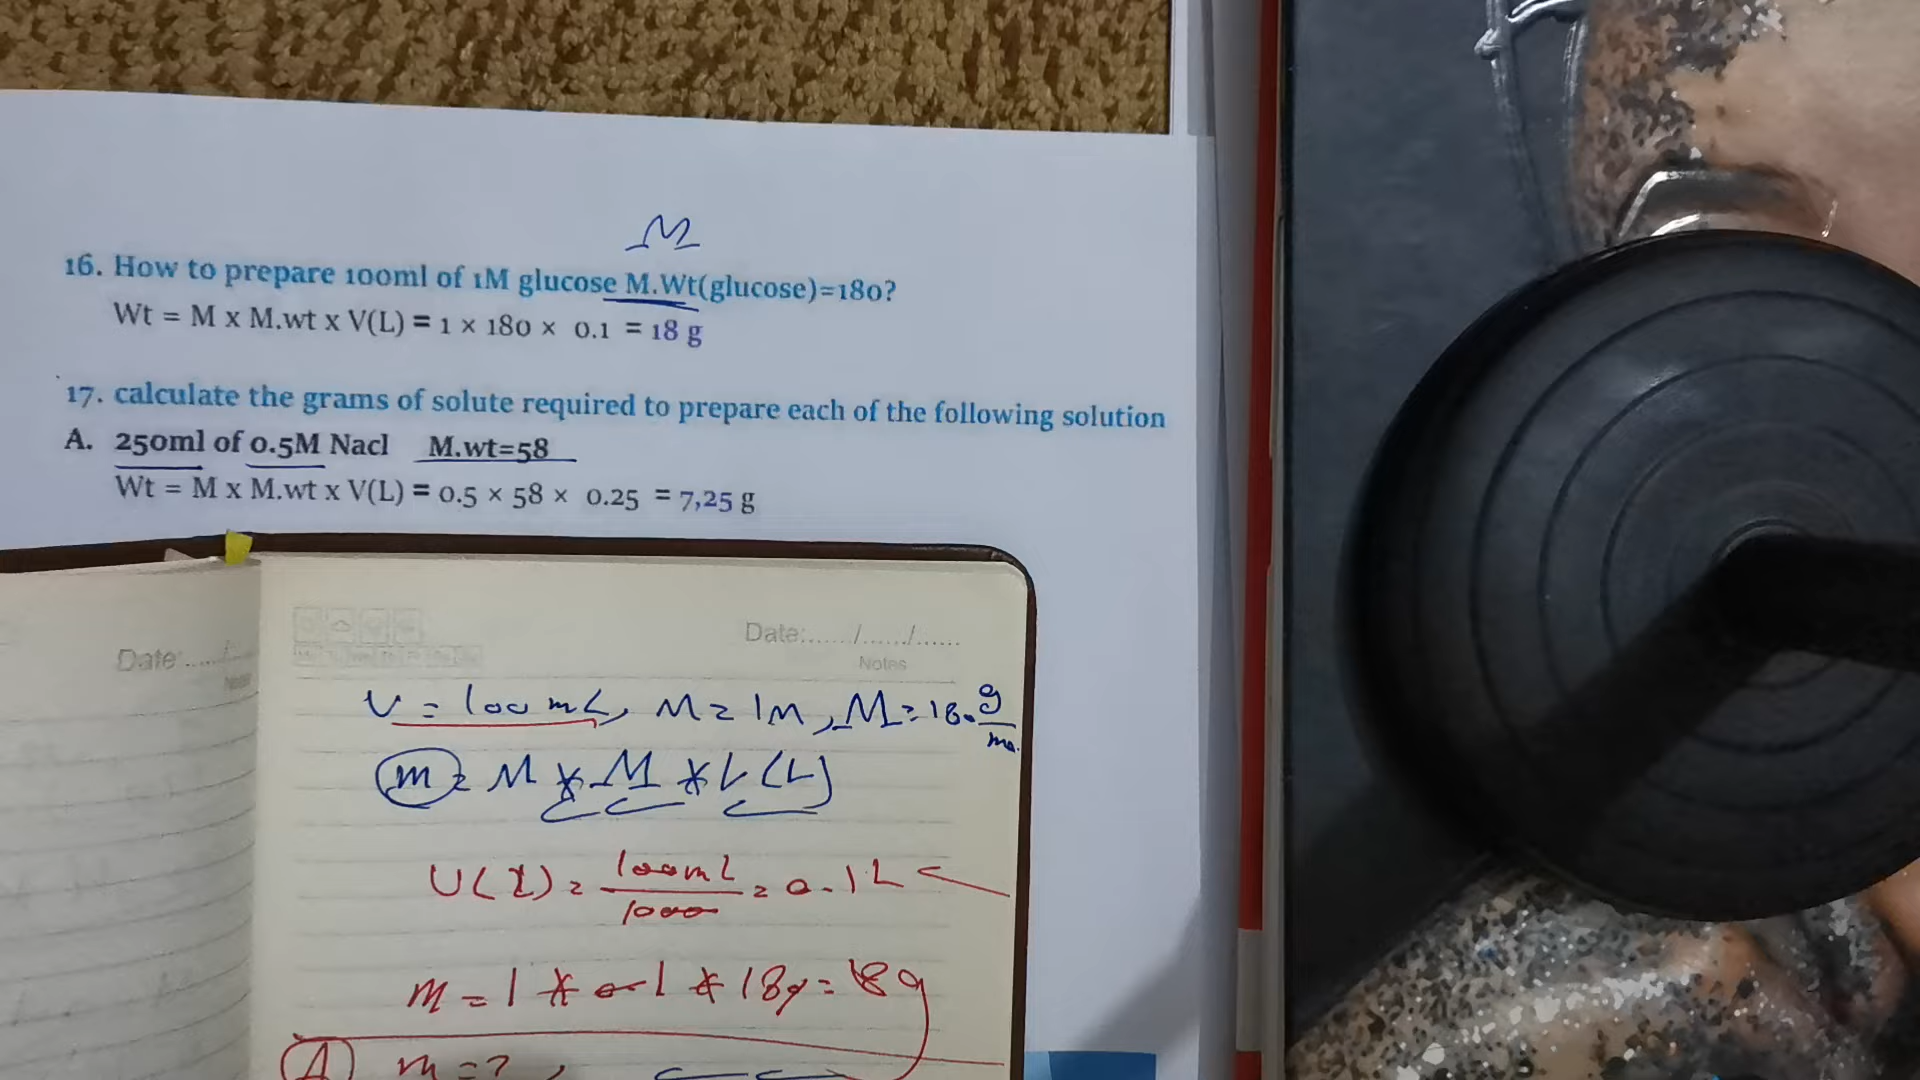 M
16. How to prepare 100ml of 1M glucose M.Wt(glucose)=180?
Wt = M x M.wt x V(L) = 1 × 180 × 0.1 = 18 g
17. calculate the grams of solute required to prepare each of the following solution
A. 250ml of 0.5M Nacl M.wt=58
Wt = M x M.wt x V(L) = 0.5 × 58 × 0.25 = 7,25 g
Date:....../....../......
Notes
Date:
V = 100 mL, M = 1M, M = 180 g
m = M * M * V (L)
V(L) = 100mL / 1000 = 0.1L
m = 1 * 0.1 * 180 = 18g
A m = ?,